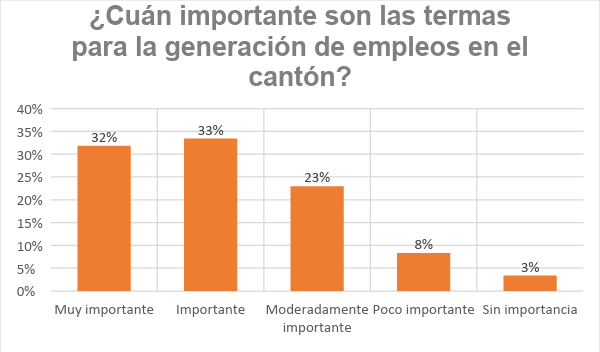 ¿Cuán importante son las termas
para la generación de empleos en el
cantón?
40%
35%
30%
25%
20%
15%
10%
5%
0%
32%
33%
23%
8%
3%
Muy importante
Importante
Moderadamente
importante
Poco importante
Sin importancia